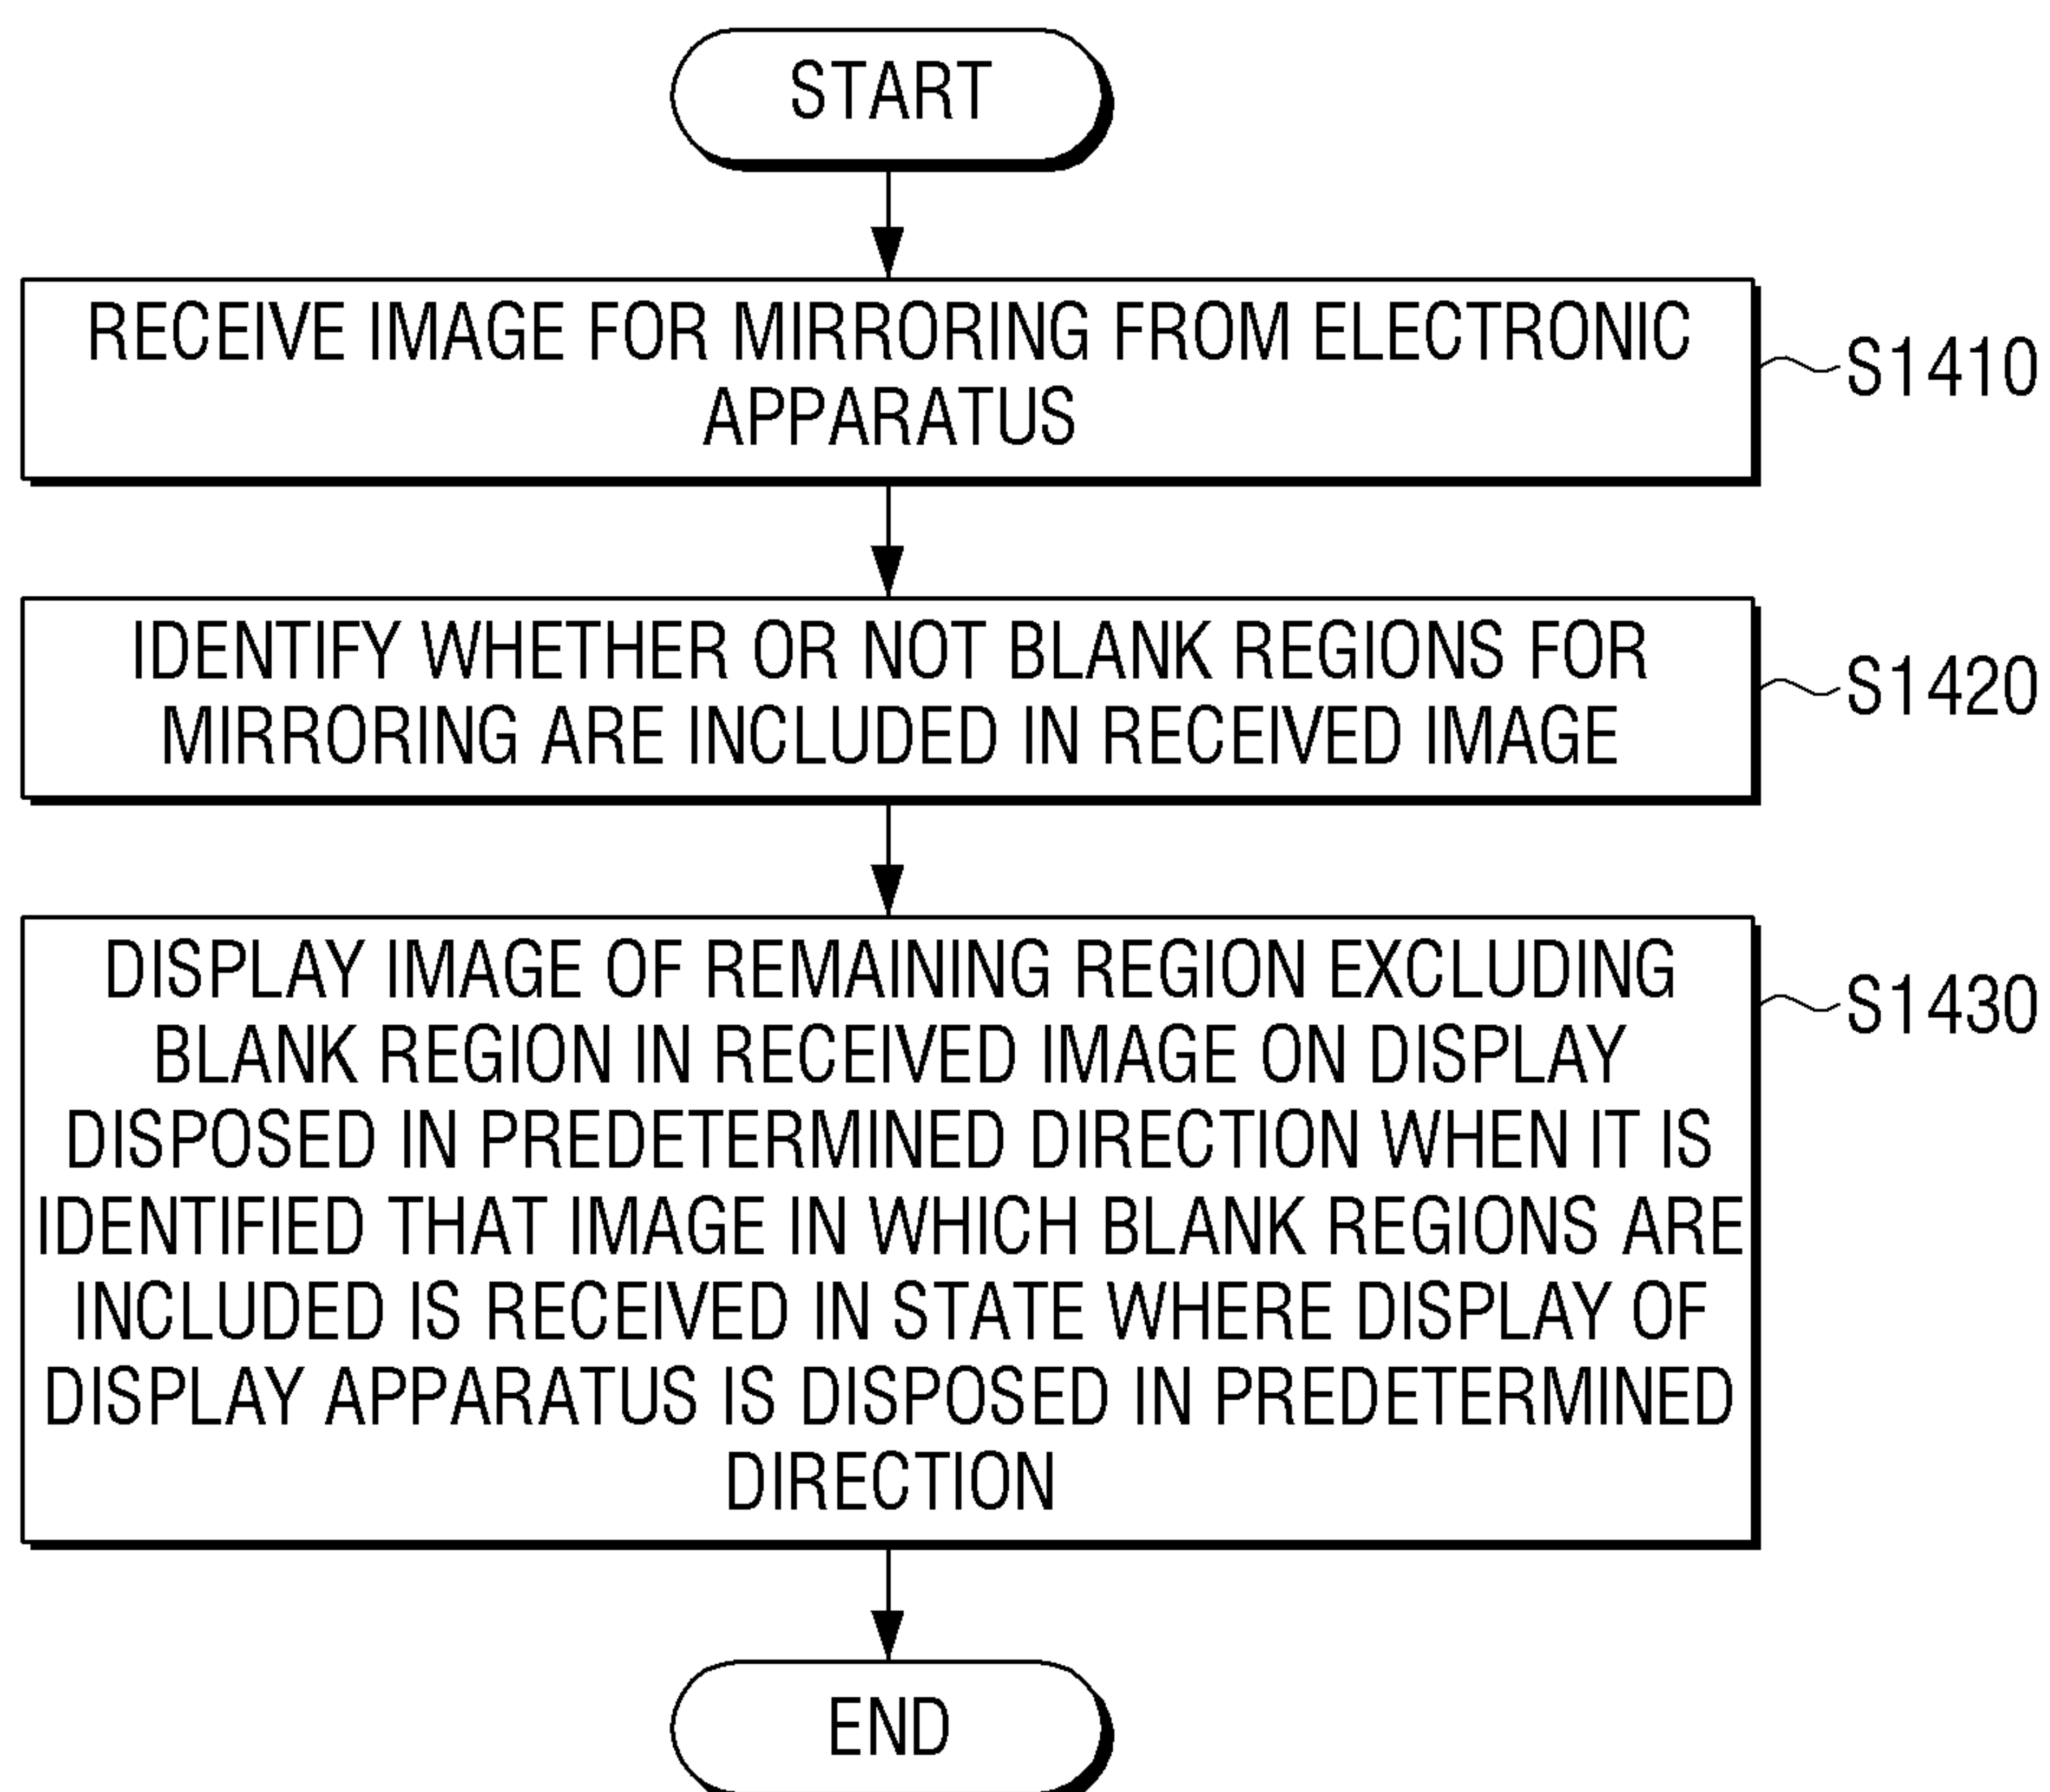 START
RECEIVE IMAGE FOR MIRRORING FROM ELECTRONIC
APPARATUS
S1410
IDENTIFY WHETHER OR NOT BLANK REGIONS FOR
MIRRORING ARE INCLUDED IN RECEIVED IMAGE
S1420
DISPLAY IMAGE OF REMAINING REGION EXCLUDING
BLANK REGION IN RECEIVED IMAGE ON DISPLAY
DISPOSED IN PREDETERMINED DIRECTION WHEN IT IS
IDENTIFIED THAT IMAGE IN WHICH BLANK REGIONS ARE
INCLUDED IS RECEIVED IN STATE WHERE DISPLAY OF
DISPLAY APPARATUS IS DISPOSED IN PREDETERMINED
DIRECTION
S1430
END